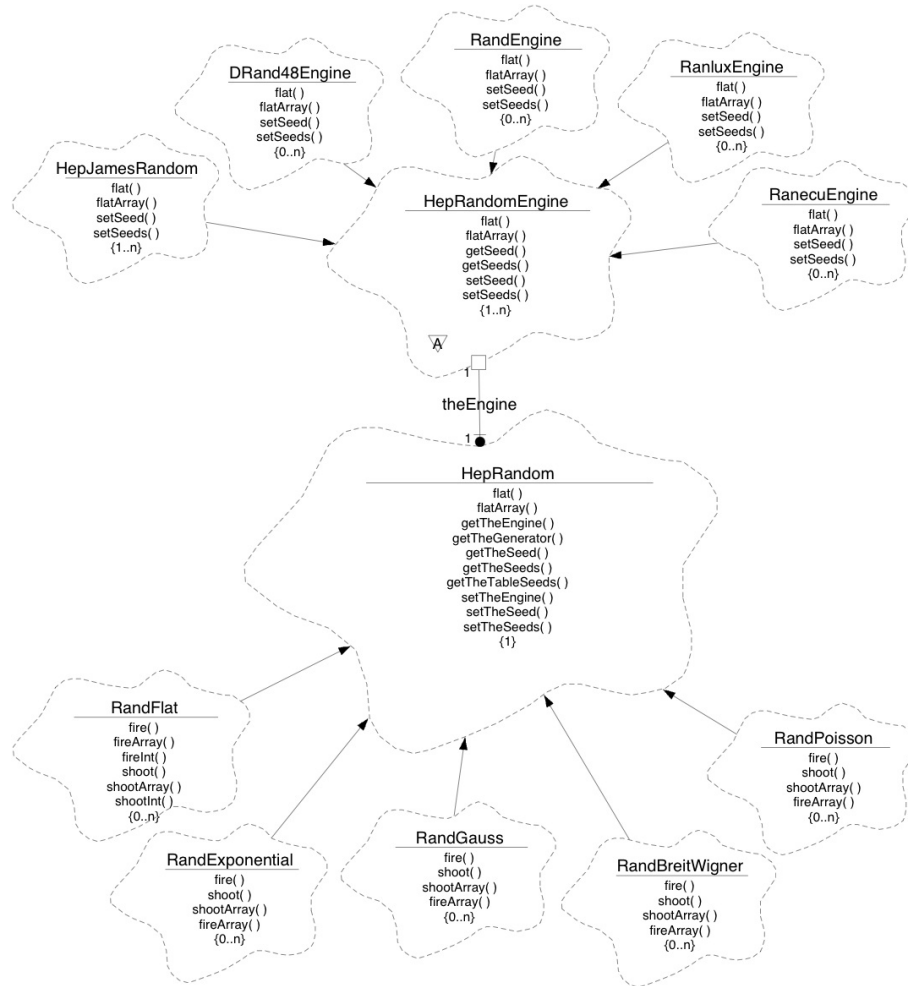 RandEngine
flat( )
flatArray( )
setSeed( )
setSeeds( )
{0..n}
DRand48Engine
flat( )
flatArray( )
setSeed( )
setSeeds( )
{0..n}
RanluxEngine
flat( )
flatArray( )
setSeed( )
setSeeds( )
{0..n}
HepJamesRandom
flat( )
flatArray( )
setSeed( )
setSeeds( )
{1..n}
HepRandomEngine
flat( )
flatArray( )
getSeed( )
getSeeds( )
setSeed( )
setSeeds( )
{1..n}
RanecuEngine
flat( )
flatArray( )
setSeed( )
setSeeds( )
{0..n}
A
1
theEngine
1
HepRandom
flat( )
flatArray( )
getTheEngine( )
getTheGenerator( )
getTheSeed( )
getTheSeeds( )
getTheTableSeeds( )
setTheEngine( )
setTheSeed( )
setTheSeeds( )
{1}
RandFlat
fire( )
fireArray( )
fireInt( )
shoot( )
shootArray( )
shootInt( )
{0..n}
RandPoisson
fire( )
shoot( )
shootArray( )
fireArray( )
{0..n}
RandExponential
fire( )
shoot( )
shootArray( )
fireArray( )
{0..n}
RandGauss
fire( )
shoot( )
shootArray( )
fireArray( )
{0..n}
RandBreitWigner
fire( )
shoot( )
shootArray( )
fireArray( )
{0..n}